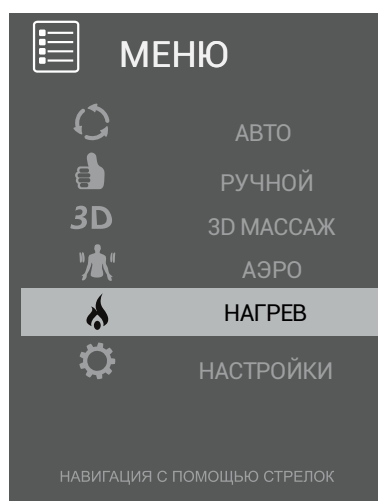 МЕНЮ
АВТО
РУЧНОЙ
3D 3D МАССАЖ
АЭРО
НАГРЕВ
НАСТРОЙКИ
НАВИГАЦИЯ С ПОМОЩЬЮ СТРЕЛОК